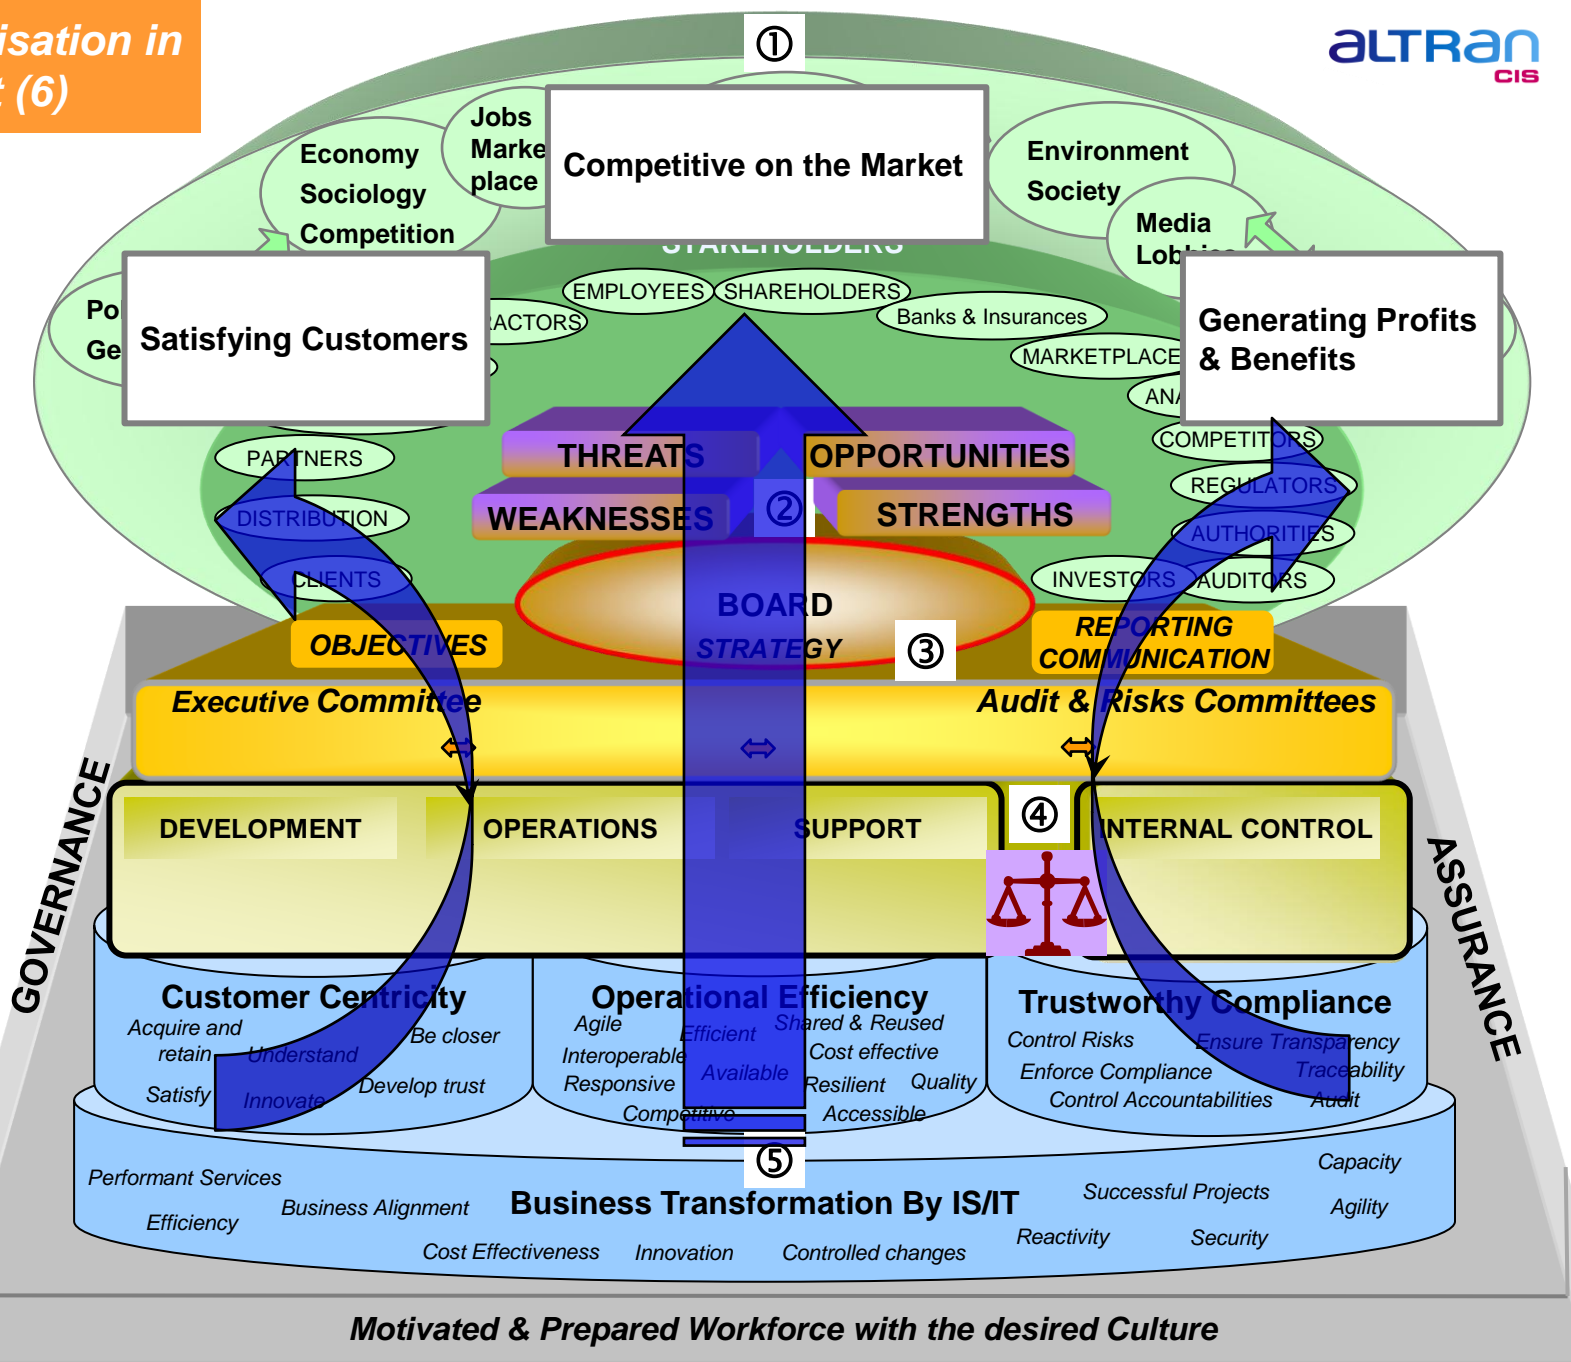 isation in
(6)
①
aLTRan
CIS
Jobs
Marke
place
Economy
Sociology
Competition
Competitive on the Market
Environment
Society
Media
Lobbies
STAKEHOLDERS
EMPLOYEES
SHAREHOLDERS
Banks & Insurances
RACTORS
MARKETPLACE
ANA
Po
Ge
Satisfying Customers
Generating Profits
& Benefits
COMPETITORS
PARTNERS
REGULATORS
DISTRIBUTION
AUTHORITIES
CLIENTS
INVESTORS
AUDITORS
THREATS
OPPORTUNITIES
WEAKNESSES
②
STRENGTHS
BOARD
STRATEGY
③
OBJECTIVES
REPORTING
COMMUNICATION
Executive Committee
Audit & Risks Committees
GOVERNANCE
ASSURANCE
DEVELOPMENT
OPERATIONS
SUPPORT
④
INTERNAL CONTROL
Customer Centricity
Acquire and
retain
Understand
Be closer
Satisfy
Innovate
Develop trust
Operational Efficiency
Agile
Efficient
Shared & Reused
Interoperable
Cost effective
Responsive
Available
Resilient
Quality
Competitive
Accessible
Trustworthy Compliance
Control Risks
Ensure Transparency
Enforce Compliance
Traceability
Control Accountabilities
Audit
⑤
Performant Services
Business Alignment
Efficiency
Business Transformation By IS/IT
Successful Projects
Capacity
Agility
Cost Effectiveness
Innovation
Controlled changes
Reactivity
Security
Motivated & Prepared Workforce with the desired Culture